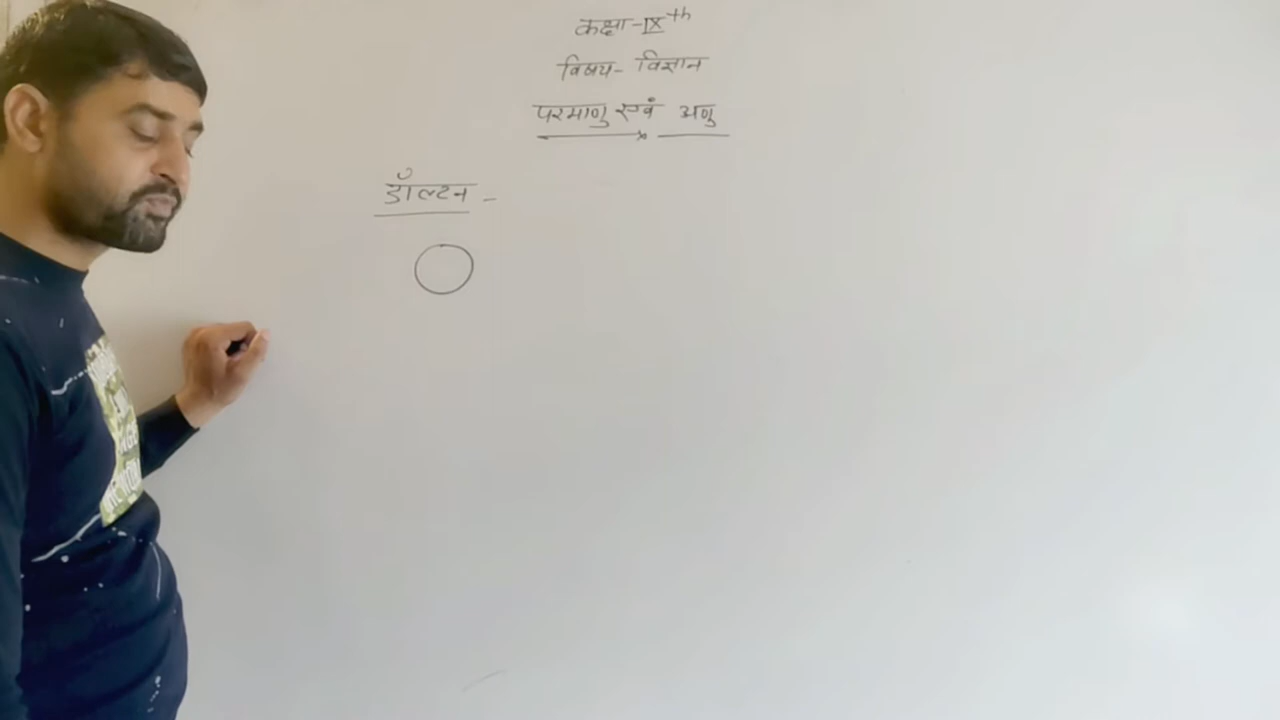 कक्षा-IXth
विषय- विज्ञान
परमाणु एवं अणु
डॉल्टन -